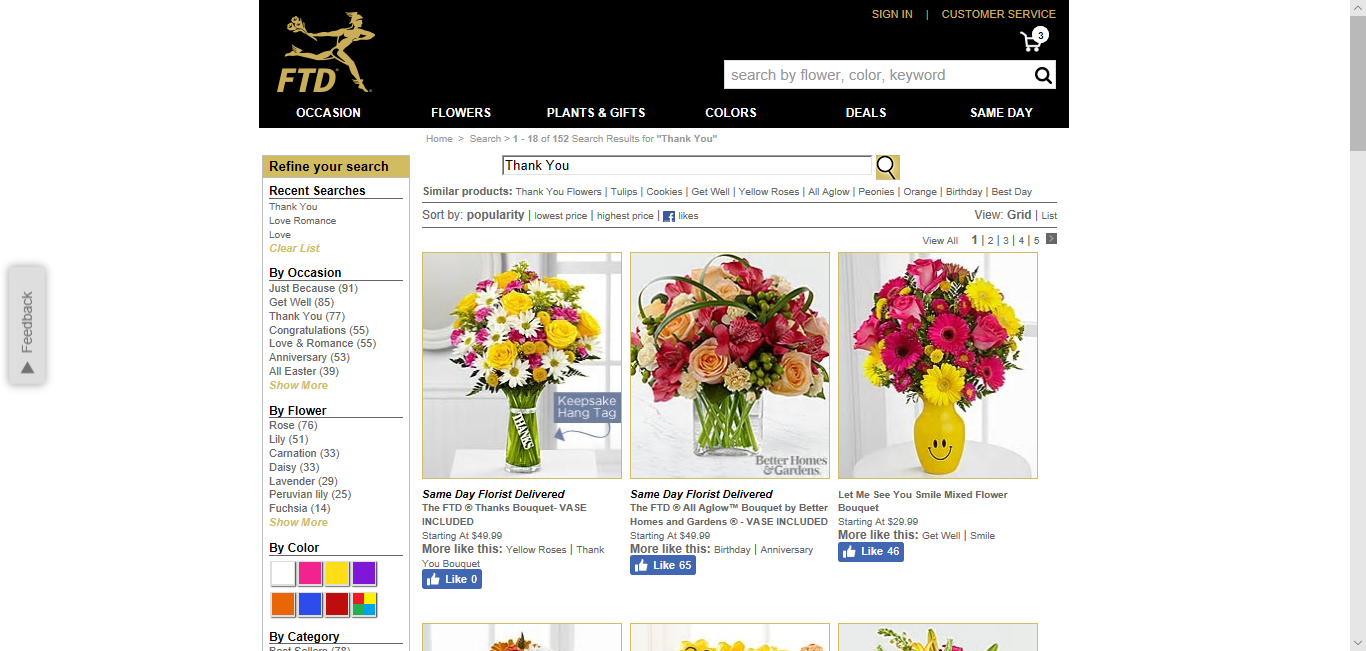 SIGN IN | CUSTOMER SERVICE
3
FTD
search by flower, color, keyword
OCCASION FLOWERS PLANTS & GIFTS COLORS DEALS SAME DAY
Home > Search > 1 - 18 of 152 Search Results for "Thank You"
Refine your search
Recent Searches
Thank You
Love Romance
Love
Clear List
By Occasion
Just Because (91)
Get Well (85)
Thank You (77)
Congratulations (55)
Love & Romance (55)
Anniversary (53)
All Easter (39)
Show More
By Flower
Rose (76)
Lily (51)
Carnation (33)
Daisy (33)
Lavender (29)
Peruvian lily (25)
Fuchsia (14)
Show More
By Color
By Category
Best Sellers (78)
Feedback
Thank You
Similar products: Thank You Flowers | Tulips | Cookies | Get Well | Yellow Roses | All Aglow | Peonies | Orange | Birthday | Best Day
Sort by: popularity | lowest price | highest price | f likes
View: Grid | List
View All 1 | 2 | 3 | 4 | 5 >
THANKS
Keepsake
Hang Tag
Same Day Florist Delivered
The FTD ® Thanks Bouquet- VASE
INCLUDED
Starting At $49.99
More like this: Yellow Roses | Thank
You Bouquet
Like 0
Better Homes
& Gardens.
Same Day Florist Delivered
The FTD ® All Aglow™ Bouquet by Better
Homes and Gardens ® - VASE INCLUDED
Starting At $49.99
More like this: Birthday | Anniversary
Like 65
Let Me See You Smile Mixed Flower
Bouquet
Starting At $29.99
More like this: Get Well | Smile
Like 46